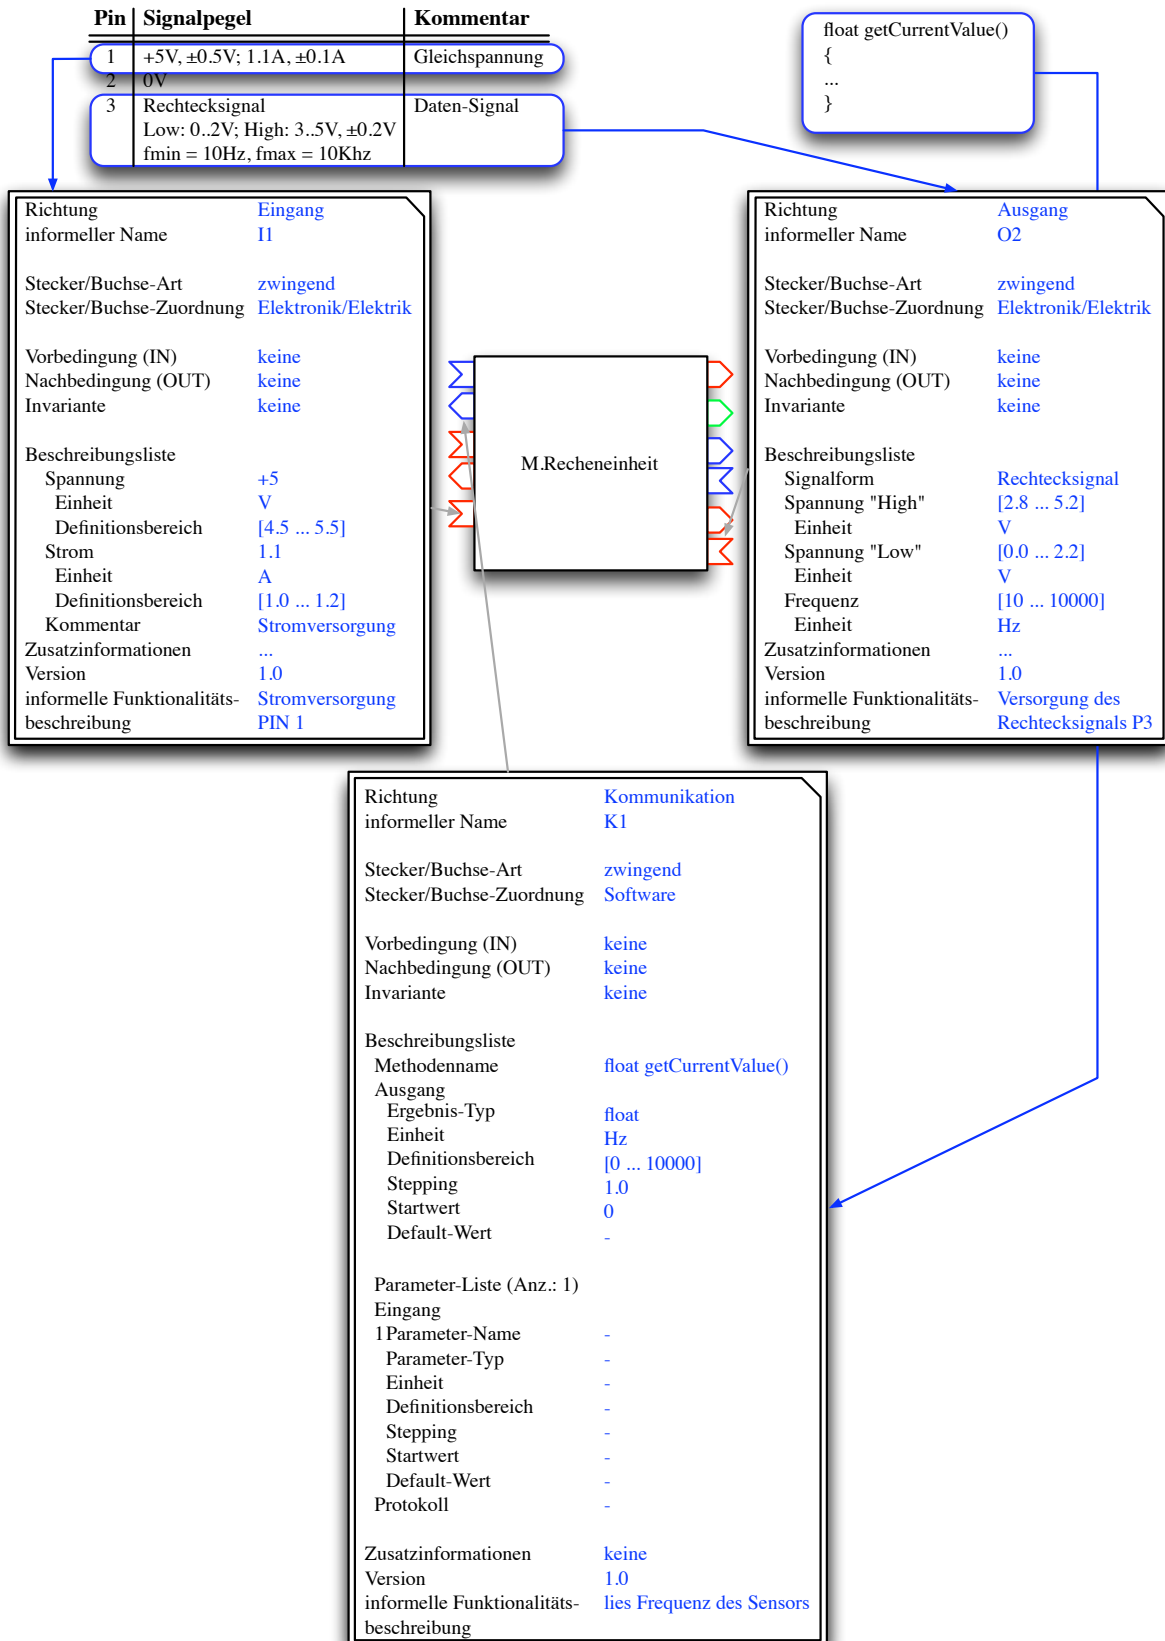 Pin Signalpegel Kommentar
1 +5V, ±0.5V; 1.1A, ±0.1A Gleichspannung
2 0V
3 Rechtecksignal Daten-Signal
Low: 0..2V; High: 3..5V, ±0.2V
fmin = 10Hz, fmax = 10Khz
float getCurrentValue()
{
...
}
Richtung Eingang
informeller Name I1
Stecker/Buchse-Art zwingend
Stecker/Buchse-Zuordnung Elektronik/Elektrik
Vorbedingung (IN) keine
Nachbedingung (OUT) keine
Invariante keine
Beschreibungsliste
Spannung +5
Einheit V
Definitionsbereich [4.5 ... 5.5]
Strom 1.1
Einheit A
Definitionsbereich [1.0 ... 1.2]
Kommentar Stromversorgung
Zusatzinformationen ...
Version 1.0
informelle Funktionalitäts- Stromversorgung
beschreibung PIN 1
M.Recheneinheit
Richtung Ausgang
informeller Name O2
Stecker/Buchse-Art zwingend
Stecker/Buchse-Zuordnung Elektronik/Elektrik
Vorbedingung (IN) keine
Nachbedingung (OUT) keine
Invariante keine
Beschreibungsliste
Signalform Rechtecksignal
Spannung "High" [2.8 ... 5.2]
Einheit V
Spannung "Low" [0.0 ... 2.2]
Einheit V
Frequenz [10 ... 10000]
Einheit Hz
Zusatzinformationen ...
Version 1.0
informelle Funktionalitäts- Versorgung des
beschreibung Rechtecksignals P3
Richtung Kommunikation
informeller Name K1
Stecker/Buchse-Art zwingend
Stecker/Buchse-Zuordnung Software
Vorbedingung (IN) keine
Nachbedingung (OUT) keine
Invariante keine
Beschreibungsliste
Methodenname float getCurrentValue()
Ausgang
Ergebnis-Typ float
Einheit Hz
Definitionsbereich [0 ... 10000]
Stepping 1.0
Startwert 0
Default-Wert -
Parameter-Liste (Anz.: 1)
Eingang
1 Parameter-Name -
Parameter-Typ -
Einheit -
Definitionsbereich -
Stepping -
Startwert -
Default-Wert -
Protokoll -
Zusatzinformationen keine
Version 1.0
informelle Funktionalitäts- lies Frequenz des Sensors
beschreibung